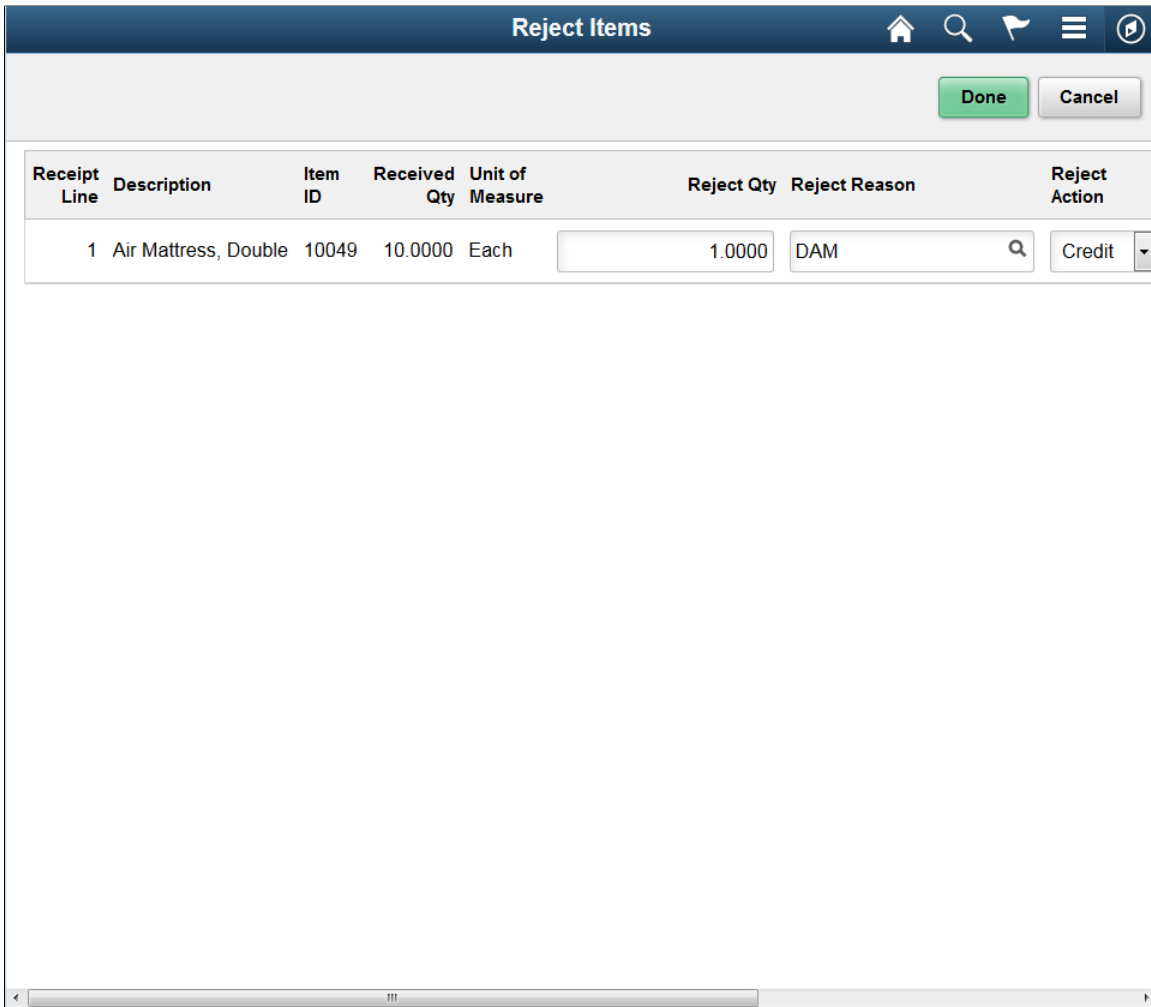 Reject Items
Done Cancel
Receipt Line Description Item ID Received Qty Unit of Measure Reject Qty Reject Reason Reject Action
1 Air Mattress, Double 10049 10.0000 Each 1.0000 DAM Credit